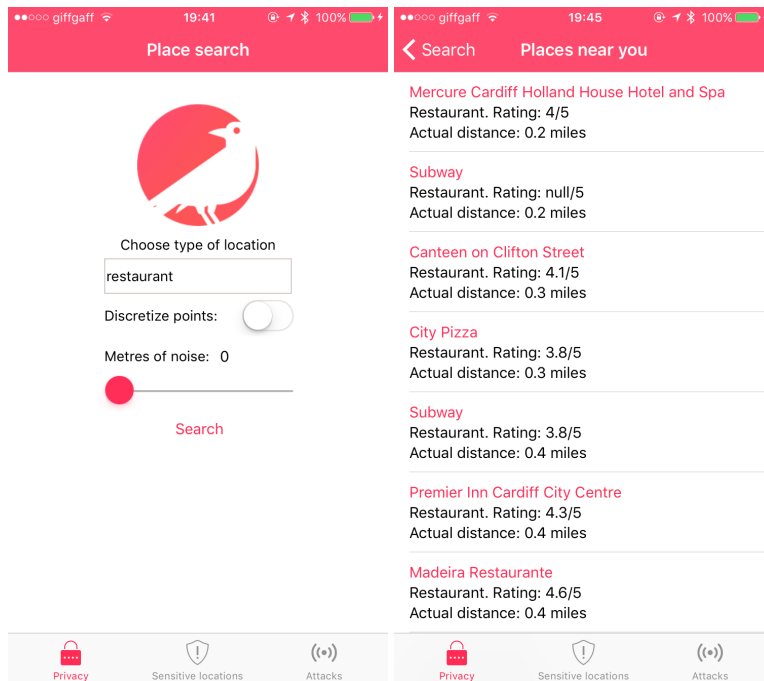 giffgaff 19:41 100%
Place search
Choose type of location
restaurant
Discretize points:
Metres of noise: 0
Search
Privacy Sensitive locations Attacks
giffgaff 19:45 100%
Search Places near you
Mercure Cardiff Holland House Hotel and Spa
Restaurant. Rating: 4/5
Actual distance: 0.2 miles
Subway
Restaurant. Rating: null/5
Actual distance: 0.2 miles
Canteen on Clifton Street
Restaurant. Rating: 4.1/5
Actual distance: 0.3 miles
City Pizza
Restaurant. Rating: 3.8/5
Actual distance: 0.3 miles
Subway
Restaurant. Rating: 3.8/5
Actual distance: 0.4 miles
Premier Inn Cardiff City Centre
Restaurant. Rating: 4.3/5
Actual distance: 0.4 miles
Madeira Restaurante
Restaurant. Rating: 4.6/5
Actual distance: 0.4 miles
Privacy Sensitive locations Attacks